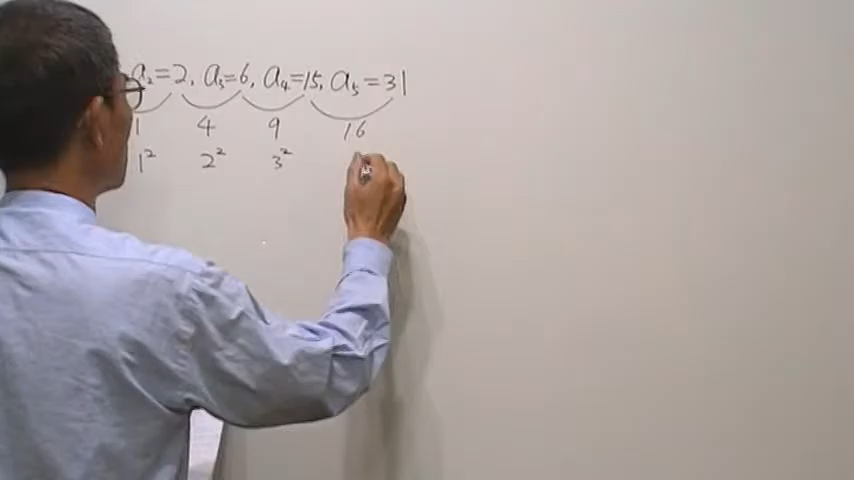 a₂=2, a₃=6, a₄=15, a₅=31
1 4 9 16
1² 2² 3²